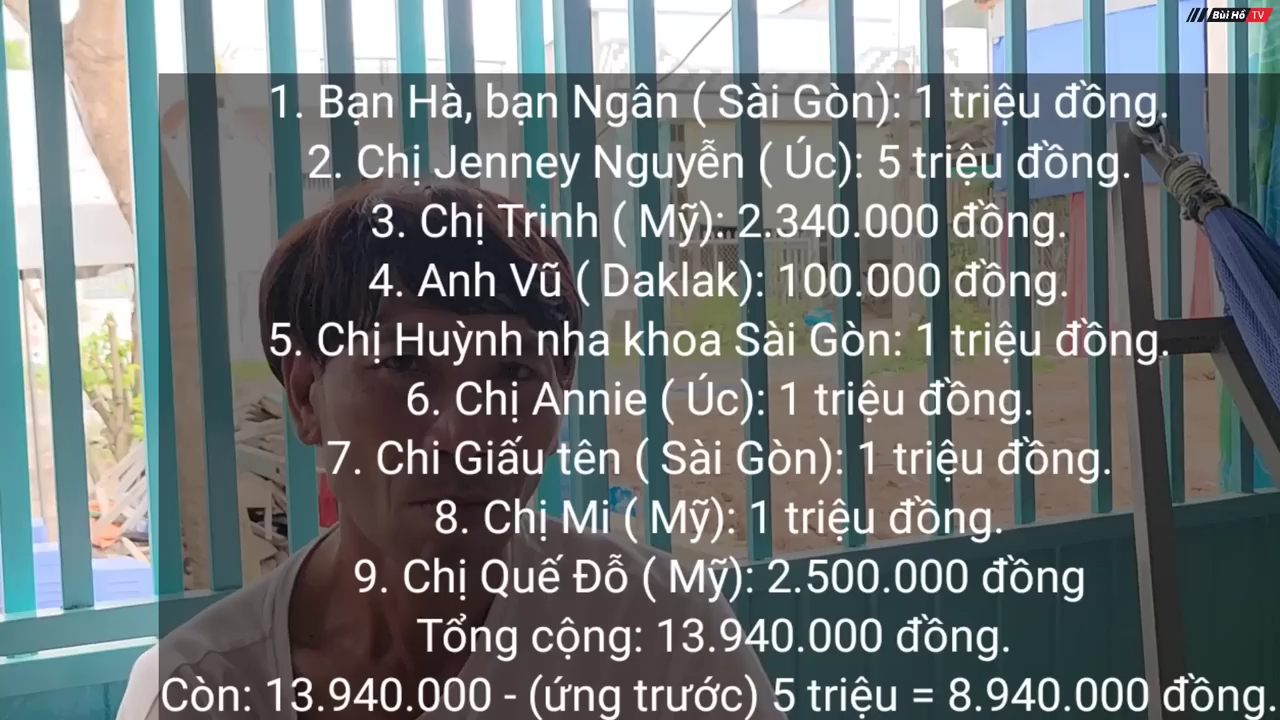 Bùi Hồ TV
1. Bạn Hà, bạn Ngân ( Sài Gòn): 1 triệu đồng.
2. Chị Jenney Nguyễn ( Úc): 5 triệu đồng.
3. Chị Trinh ( Mỹ): 2.340.000 đồng.
4. Anh Vũ ( Daklak): 100.000 đồng.
5. Chị Huỳnh nha khoa Sài Gòn: 1 triệu đồng.
6. Chị Annie ( Úc): 1 triệu đồng.
7. Chi Giấu tên ( Sài Gòn): 1 triệu đồng.
8. Chị Mi ( Mỹ): 1 triệu đồng.
9. Chị Quế Đỗ ( Mỹ): 2.500.000 đồng
Tổng cộng: 13.940.000 đồng.
Còn: 13.940.000 - (ứng trước) 5 triệu = 8.940.000 đồng.